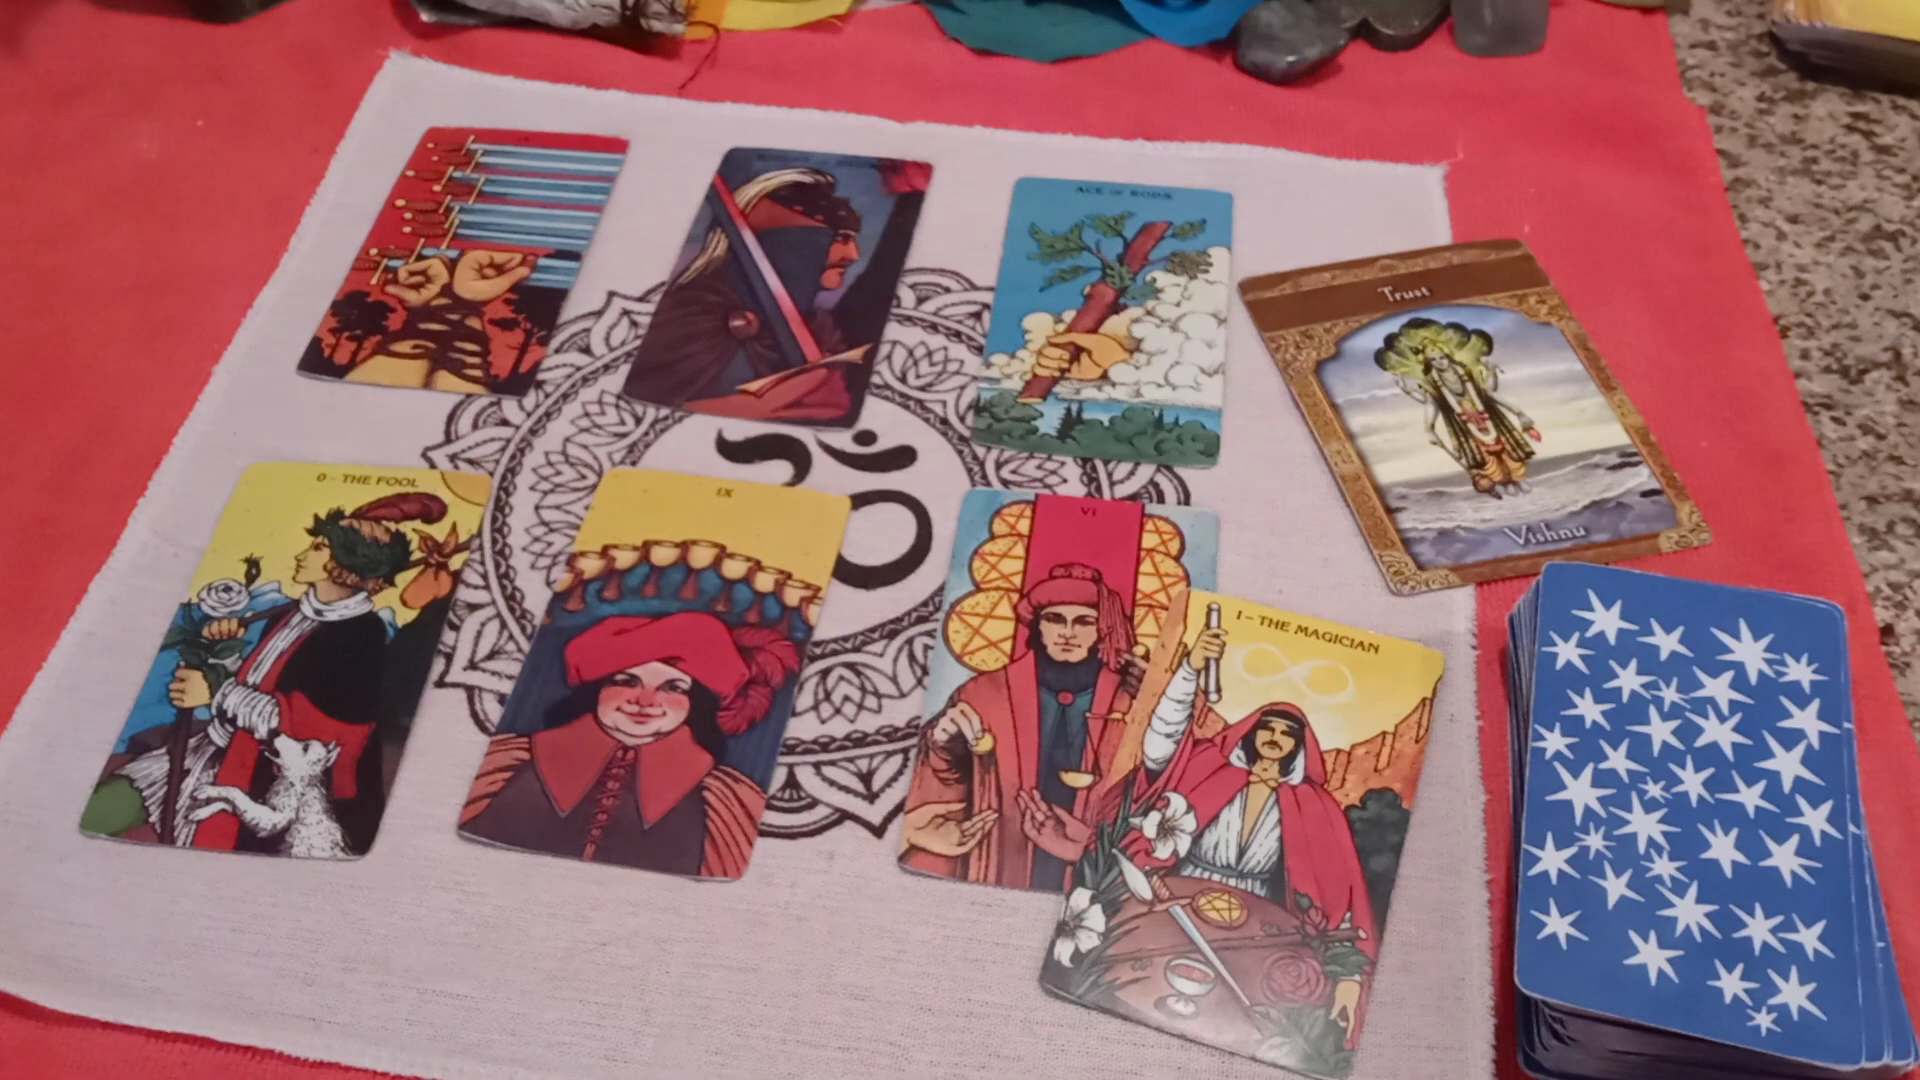 ACE OF RODS
Trust
Vishnu
0 - THE FOOL
IX
VI
I - THE MAGICIAN